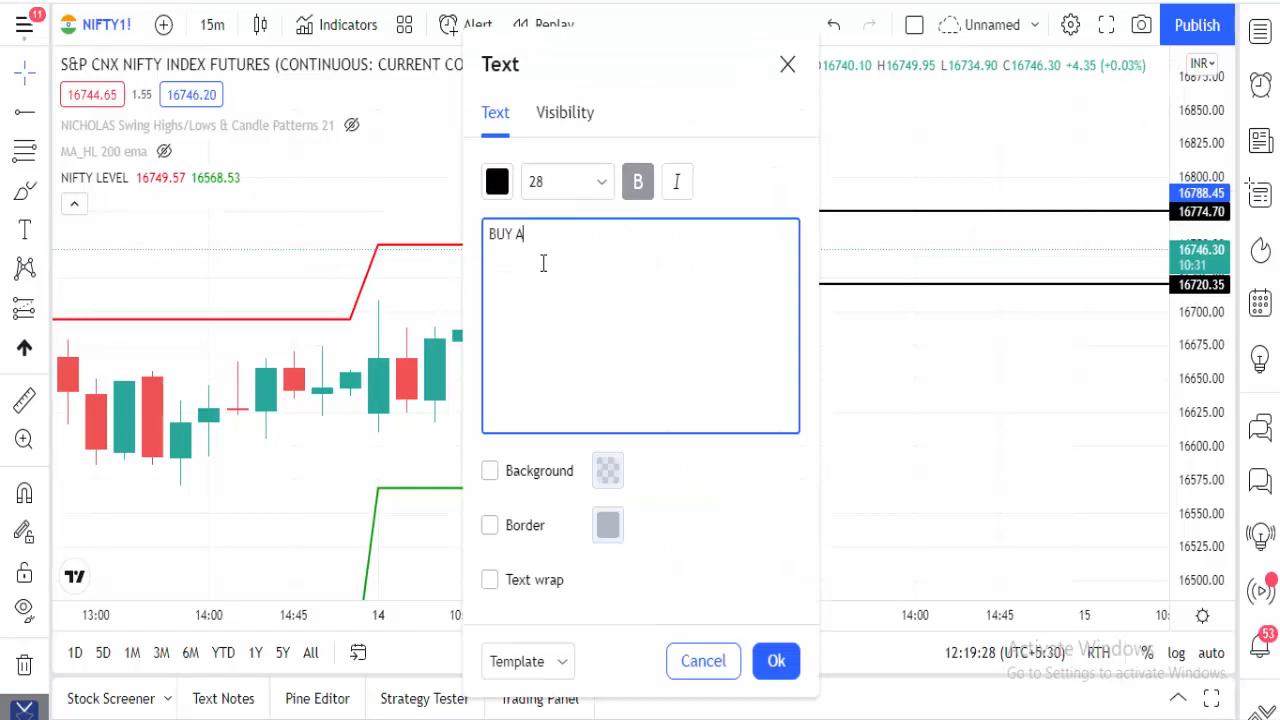 11
NIFTY1!
15m
Indicators
Alert
Replay
Unnamed
Publish
S&P CNX NIFTY INDEX FUTURES (CONTINUOUS: CURRENT CO
O16740.10 H16749.95 L16734.90 C16746.30 +4.35 (+0.03%)
INR
16744.65
1.55
16746.20
NICHOLAS Swing Highs/Lows & Candle Patterns 21
MA_HL 200 ema
NIFTY LEVEL 16749.57 16568.53
Text
Text
Visibility
28
B
I
BUY A
Background
Border
Text wrap
Template
Cancel
Ok
16875.00
16850.00
16825.00
16800.00
16788.45
16774.70
16746.30
10:31
16720.35
16700.00
16675.00
16650.00
16625.00
16600.00
16575.00
16550.00
16525.00
16500.00
13:00
14:00
14:45
14
10:
14:00
14:45
15
10:
1D
5D
1M
3M
6M
YTD
1Y
5Y
All
12:19:28 (UTC+5:30)
RTH
%
log
auto
53
Activate Windows
Go to Settings to activate Windows.
Stock Screener
Text Notes
Pine Editor
Strategy Tester
Trading Panel